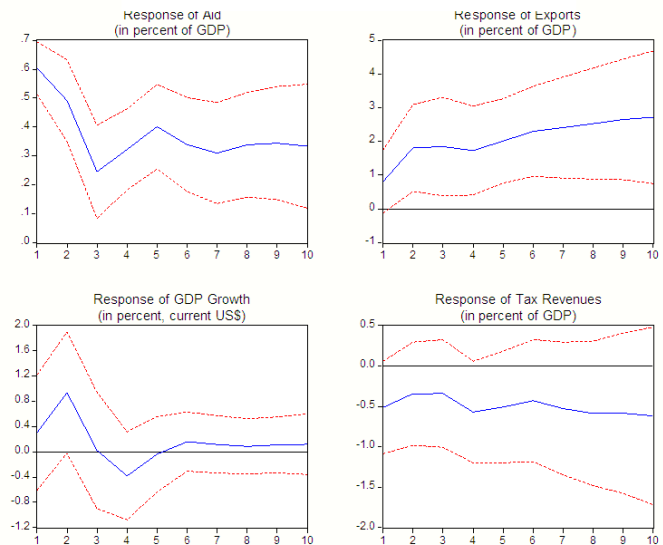 Response of Aid
(in percent of GDP)
.7
.6
.5
.4
.3
.2
.1
.0
1 2 3 4 5 6 7 8 9 10
Response of Exports
(in percent of GDP)
5
4
3
2
1
0
-1
1 2 3 4 5 6 7 8 9 10
Response of GDP Growth
(in percent, current US$)
2.0
1.6
1.2
0.8
0.4
0.0
-0.4
-0.8
-1.2
1 2 3 4 5 6 7 8 9 10
Response of Tax Revenues
(in percent of GDP)
0.5
0.0
-0.5
-1.0
-1.5
-2.0
1 2 3 4 5 6 7 8 9 10